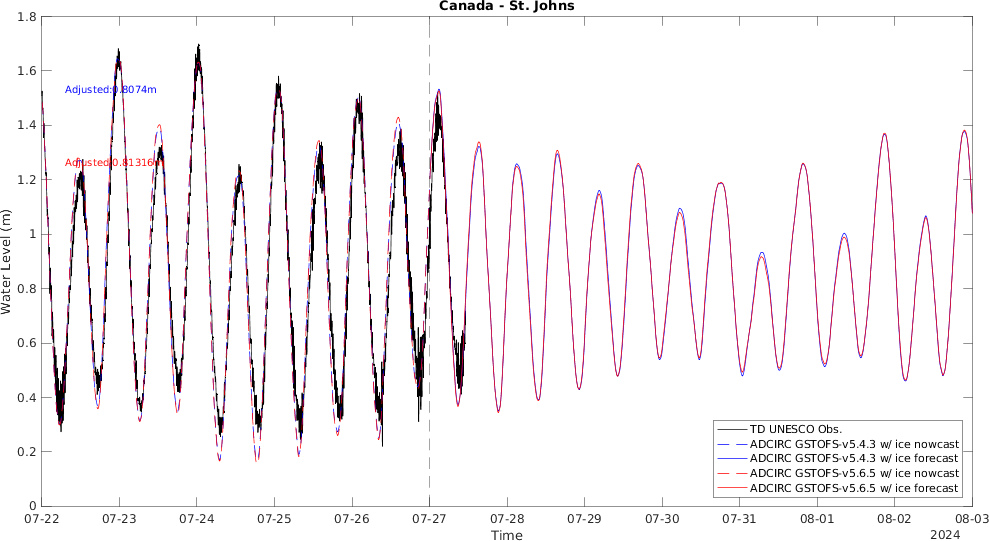 Canada - St. Johns
1.8
1.6
1.4
1.2
1
0.8
0.6
0.4
0.2
0
Water Level (m)
Adjusted:0.8074m
Adjusted:0.81316m
TD UNESCO Obs.
ADCIRC GSTOFS-v5.4.3 w/ ice nowcast
ADCIRC GSTOFS-v5.4.3 w/ ice forecast
ADCIRC GSTOFS-v5.6.5 w/ ice nowcast
ADCIRC GSTOFS-v5.6.5 w/ ice forecast
07-22 07-23 07-24 07-25 07-26 07-27 07-28 07-29 07-30 07-31 08-01 08-02 08-03
Time
2024